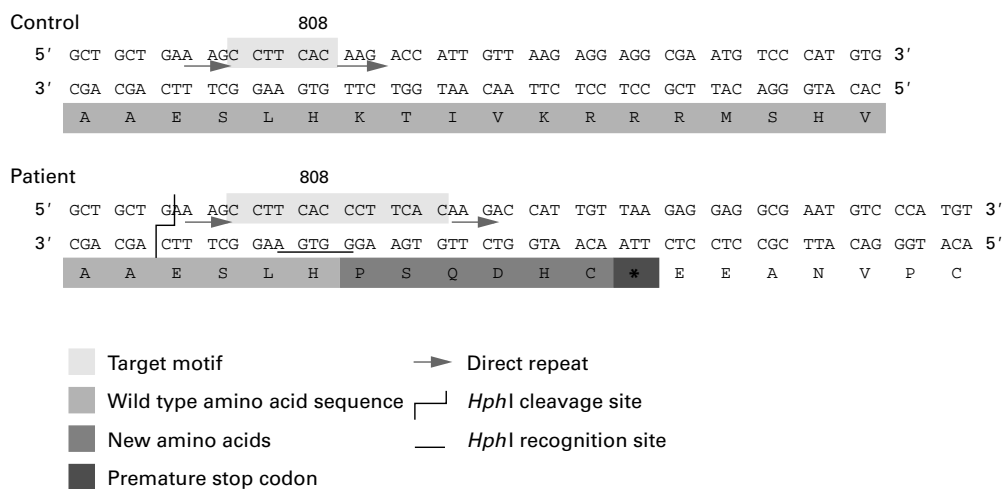 Control
808
5′ GCT GCT GAA AGC CTT CAC AAG ACC ATT GTT AAG AGG AGG CGA ATG TCC CAT GTG 3′
3′ CGA CGA CTT TCG GAA GTG TTC TGG TAA CAA TTC TCC TCC GCT TAC AGG GTA CAC 5′
A A E S L H K T I V K R R R M S H V
Patient
808
5′ GCT GCT GAA AGC CTT CAC CCT TCA CAA GAC CAT TGT TAA GAG GAG GCG AAT GTC CCA TGT 3′
3′ CGA CGA CTT TCG GAA GTG GGA AGT GTT CTG GTA ACA ATT CTC CTC CGC TTA CAG GGT ACA 5′
A A E S L H P S Q D H C * E E A N V P C
Target motif
Direct repeat
Wild type amino acid sequence
HphI cleavage site
New amino acids
HphI recognition site
Premature stop codon